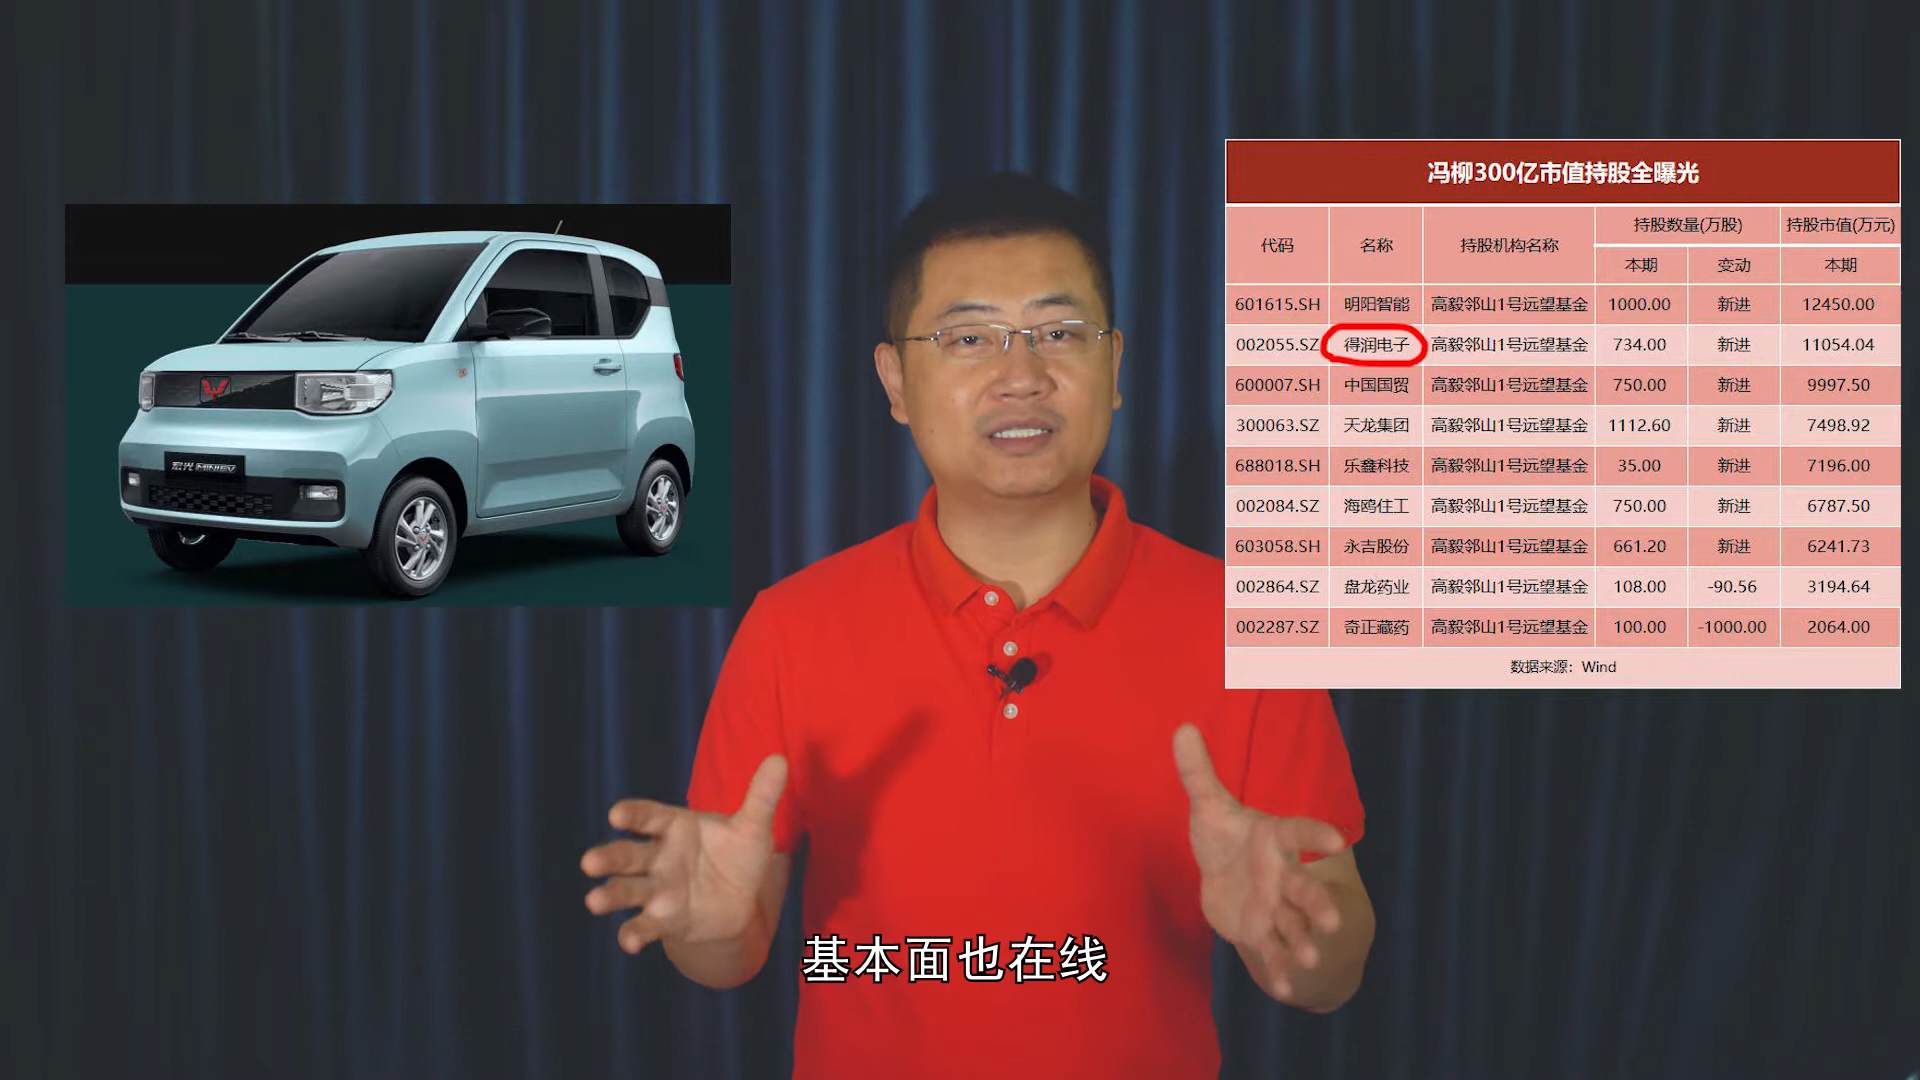 宏光 MINIEV
冯柳300亿市值持股全曝光
代码 名称 持股机构名称 持股数量(万股) 持股市值(万元)
本期 变动 本期
601615.SH 明阳智能 高毅邻山1号远望基金 1000.00 新进 12450.00
002055.SZ 得润电子 高毅邻山1号远望基金 734.00 新进 11054.04
600007.SH 中国国贸 高毅邻山1号远望基金 750.00 新进 9997.50
300063.SZ 天龙集团 高毅邻山1号远望基金 1112.60 新进 7498.92
688018.SH 乐鑫科技 高毅邻山1号远望基金 35.00 新进 7196.00
002084.SZ 海鸥住工 高毅邻山1号远望基金 750.00 新进 6787.50
603058.SH 永吉股份 高毅邻山1号远望基金 661.20 新进 6241.73
002864.SZ 盘龙药业 高毅邻山1号远望基金 108.00 -90.56 3194.64
002287.SZ 奇正藏药 高毅邻山1号远望基金 100.00 -1000.00 2064.00
数据来源：Wind
基本面也在线